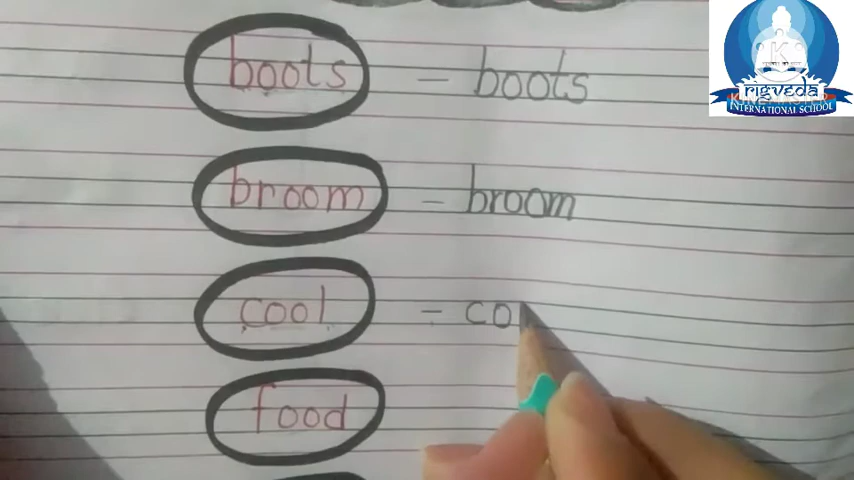 rigveda
INTERNATIONAL SCHOOL
boots – boots
broom – broom
cool – co
food